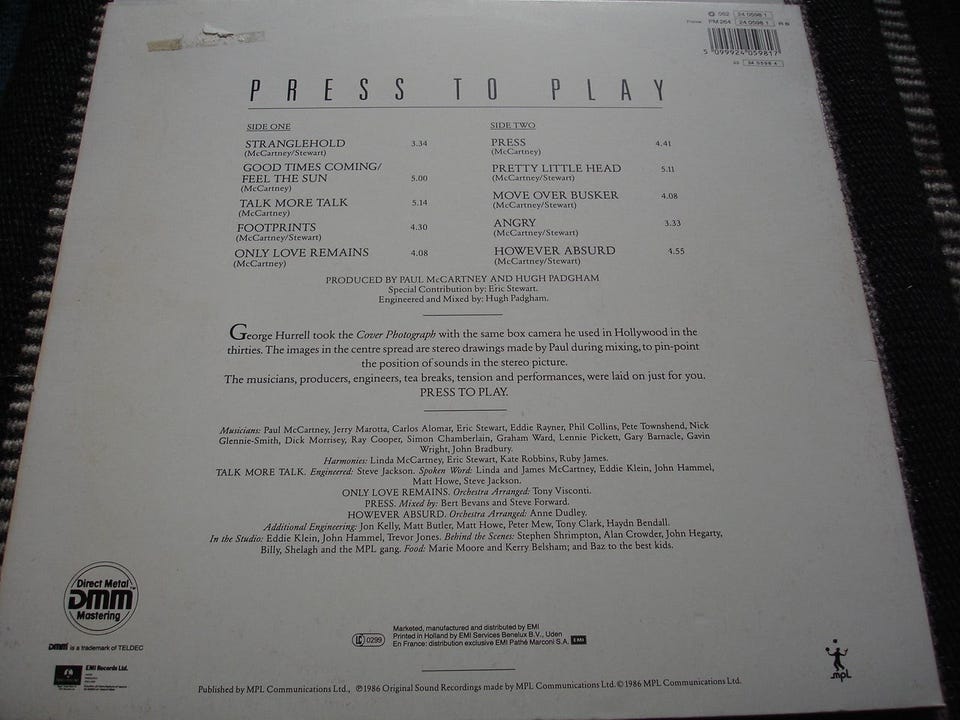 ℗ 062 24 0598 1
France: PM 264 24 0598 1 R B
5 099924 059817
24 0598 4
PRESS TO PLAY
SIDE ONE
STRANGLEHOLD 3.34
(McCartney/Stewart)
GOOD TIMES COMING/
FEEL THE SUN 5.00
(McCartney)
TALK MORE TALK 5.14
(McCartney)
FOOTPRINTS 4.30
(McCartney/Stewart)
ONLY LOVE REMAINS 4.08
(McCartney)
SIDE TWO
PRESS 4.41
(McCartney)
PRETTY LITTLE HEAD 5.11
(McCartney/Stewart)
MOVE OVER BUSKER 4.08
(McCartney/Stewart)
ANGRY 3.33
(McCartney/Stewart)
HOWEVER ABSURD 4.55
(McCartney/Stewart)
PRODUCED BY PAUL McCARTNEY AND HUGH PADGHAM
Special Contribution by: Eric Stewart.
Engineered and Mixed by: Hugh Padgham.
George Hurrell took the Cover Photograph with the same box camera he used in Hollywood in the
thirties. The images in the centre spread are stereo drawings made by Paul during mixing, to pin-point
the position of sounds in the stereo picture.
The musicians, producers, engineers, tea breaks, tension and performances, were laid on just for you.
PRESS TO PLAY.
Musicians: Paul McCartney, Jerry Marotta, Carlos Alomar, Eric Stewart, Eddie Rayner, Phil Collins, Pete Townshend, Nick
Glennie-Smith, Dick Morrisey, Ray Cooper, Simon Chamberlain, Graham Ward, Lennie Pickett, Gary Barnacle, Gavin
Wright, John Bradbury.
Harmonies: Linda McCartney, Eric Stewart, Kate Robbins, Ruby James.
TALK MORE TALK. Engineered: Steve Jackson. Spoken Word: Linda and James McCartney, Eddie Klein, John Hammel,
Matt Howe, Steve Jackson.
ONLY LOVE REMAINS. Orchestra Arranged: Tony Visconti.
PRESS. Mixed by: Bert Bevans and Steve Forward.
HOWEVER ABSURD. Orchestra Arranged: Anne Dudley.
Additional Engineering: Jon Kelly, Matt Butler, Matt Howe, Peter Mew, Tony Clark, Haydn Bendall.
In the Studio: Eddie Klein, John Hammel, Trevor Jones. Behind the Scenes: Stephen Shrimpton, Alan Crowder, John Hegarty,
Billy, Shelagh and the MPL gang. Food: Marie Moore and Kerry Belsham; and Baz to the best kids.
Direct Metal
DMM
Mastering
DMM is a trademark of TELDEC
EMI Records Ltd.
LC 0299
Marketed, manufactured and distributed by EMI
Printed in Holland by EMI Services Benelux B.V., Uden
En France: distribution exclusive EMI Pathé Marconi S.A. EMI
MPL
Published by MPL Communications Ltd., ℗1986 Original Sound Recordings made by MPL Communications Ltd. ©1986 MPL Communications Ltd.